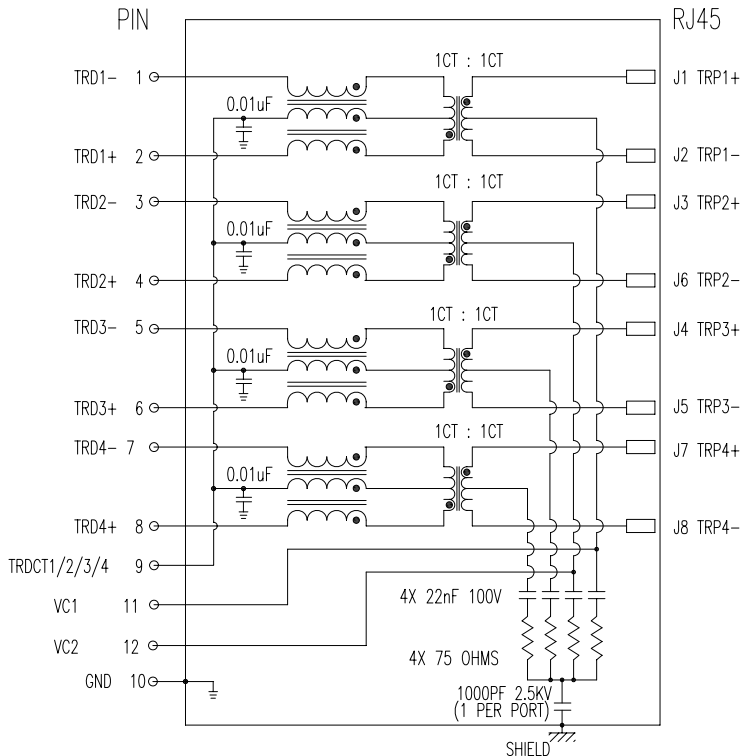 PIN RJ45
1CT : 1CT
TRD1- 1 J1 TRP1+
0.01uF
TRD1+ 2 J2 TRP1-
1CT : 1CT
TRD2- 3 J3 TRP2+
0.01uF
TRD2+ 4 J6 TRP2-
1CT : 1CT
TRD3- 5 J4 TRP3+
0.01uF
TRD3+ 6 J5 TRP3-
1CT : 1CT
TRD4- 7 J7 TRP4+
0.01uF
TRD4+ 8 J8 TRP4-
TRDCT1/2/3/4 9
VC1 11
4X 22nF 100V
VC2 12
4X 75 OHMS
GND 10
1000PF 2.5KV
(1 PER PORT)
SHIELD